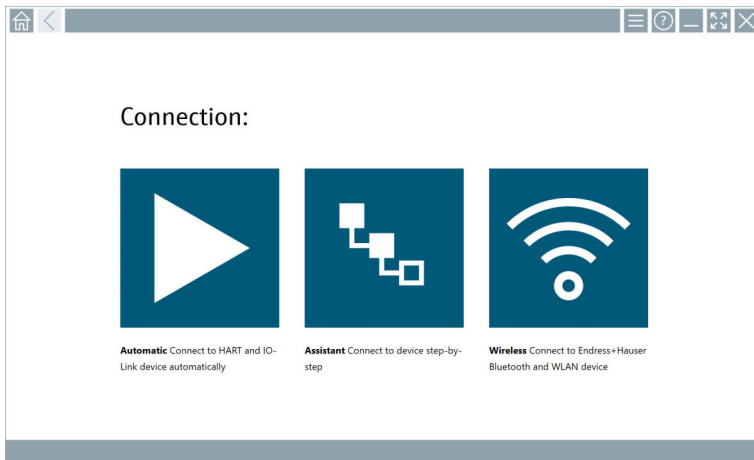 Connection:
Automatic Connect to HART and IO-
Link device automatically
Assistant Connect to device step-by-
step
Wireless Connect to Endress+Hauser
Bluetooth and WLAN device